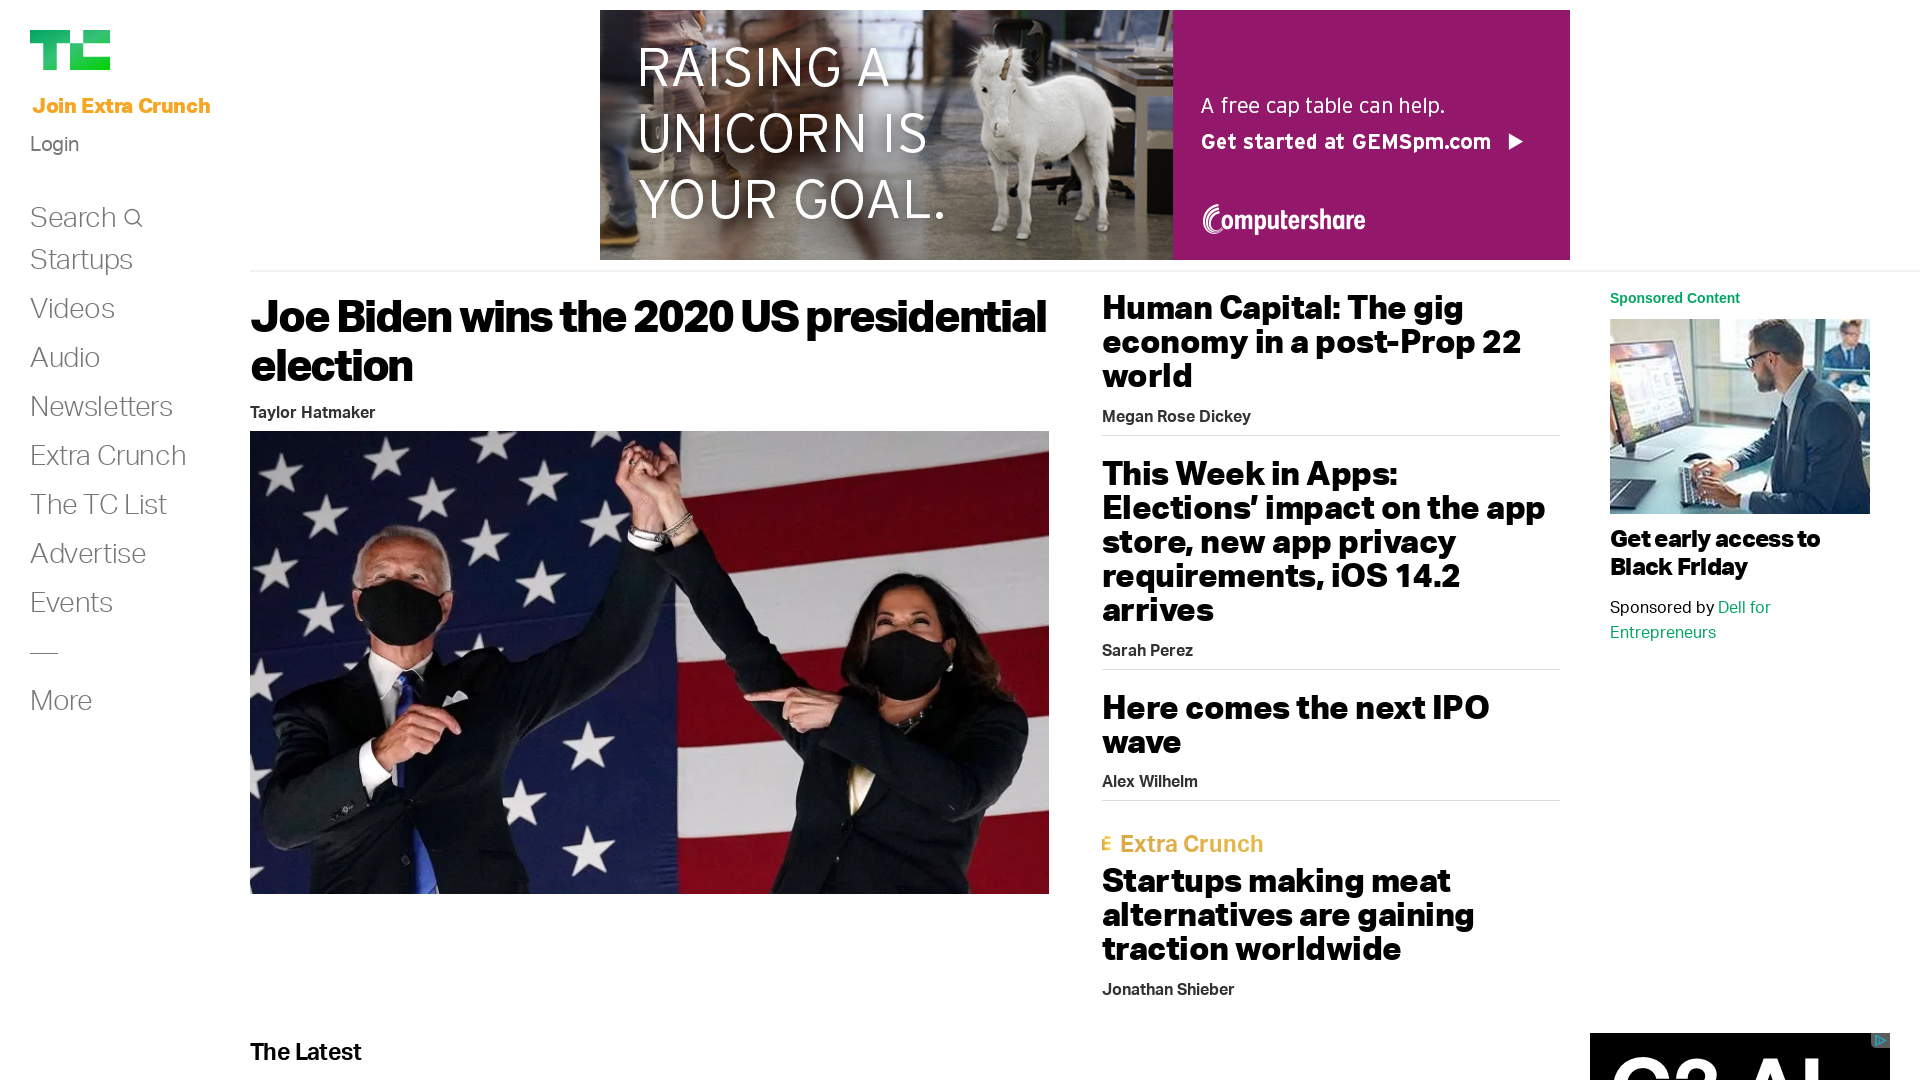 TC
Join Extra Crunch
Login
Search
Startups
Videos
Audio
Newsletters
Extra Crunch
The TC List
Advertise
Events
More
RAISING A
UNICORN IS
YOUR GOAL.
A free cap table can help.
Get started at GEMSpm.com
Computershare
Joe Biden wins the 2020 US presidential
election
Taylor Hatmaker
Human Capital: The gig
economy in a post-Prop 22
world
Megan Rose Dickey
This Week in Apps:
Elections’ impact on the app
store, new app privacy
requirements, iOS 14.2
arrives
Sarah Perez
Here comes the next IPO
wave
Alex Wilhelm
Extra Crunch
Startups making meat
alternatives are gaining
traction worldwide
Jonathan Shieber
Sponsored Content
Get early access to
Black Friday
Sponsored by Dell for
Entrepreneurs
The Latest